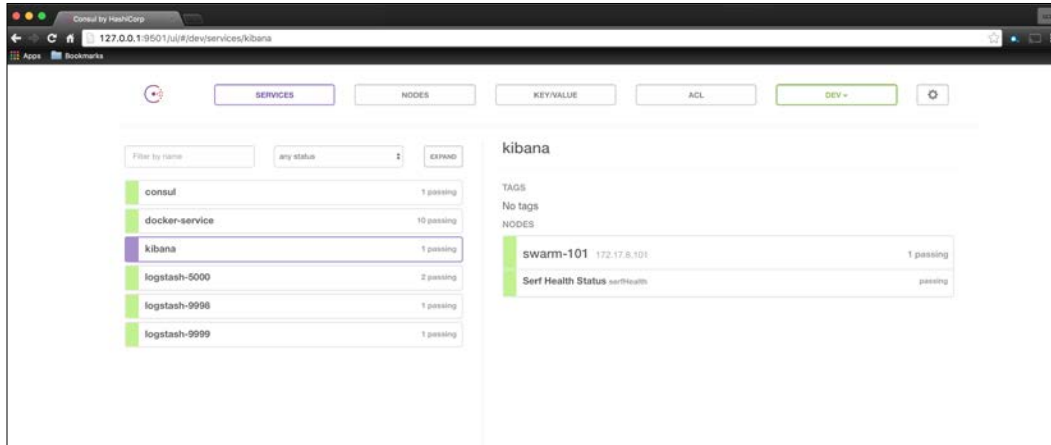 Consul by HashiCorp
127.0.0.1:9501/ui/#/dev/services/kibana
Apps Bookmarks
SERVICES NODES KEY/VALUE ACL DEV
Filter by name any status EXPAND
consul 1 passing
docker-service 10 passing
kibana 1 passing
logstash-5000 2 passing
logstash-9998 1 passing
logstash-9999 1 passing
kibana
TAGS
No tags
NODES
swarm-101 172.17.8.101 1 passing
Serf Health Status serfHealth passing